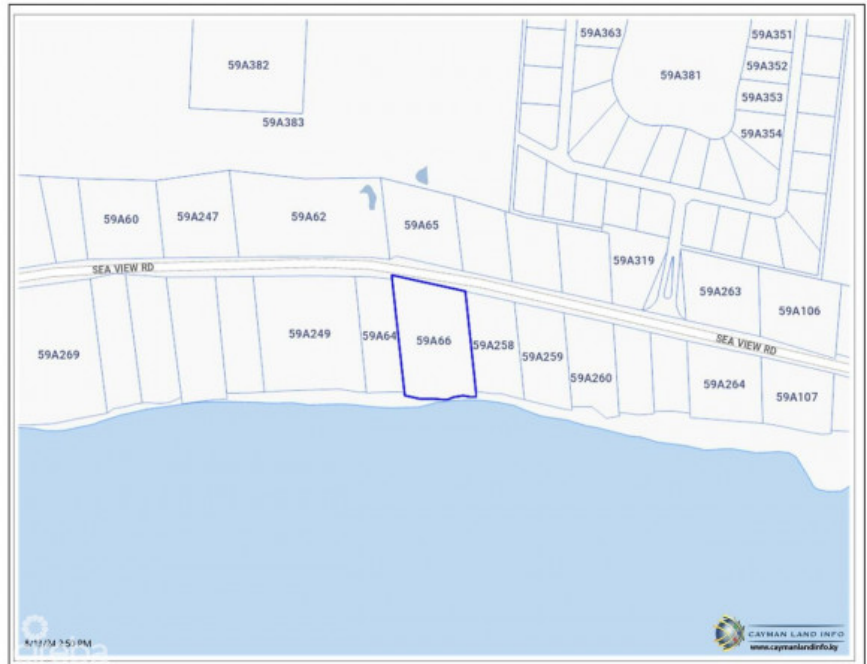 59A363
59A351
59A382
59A381
59A352
59A353
59A383
59A354
59A60
59A247
59A62
59A65
59A319
SEA VIEW RD
59A263
59A106
59A269
59A249
59A64
59A66
59A258
59A259
SEA VIEW RD
59A260
59A264
59A107
CAYMAN LAND INFO
www.caymanlandinfo.ky